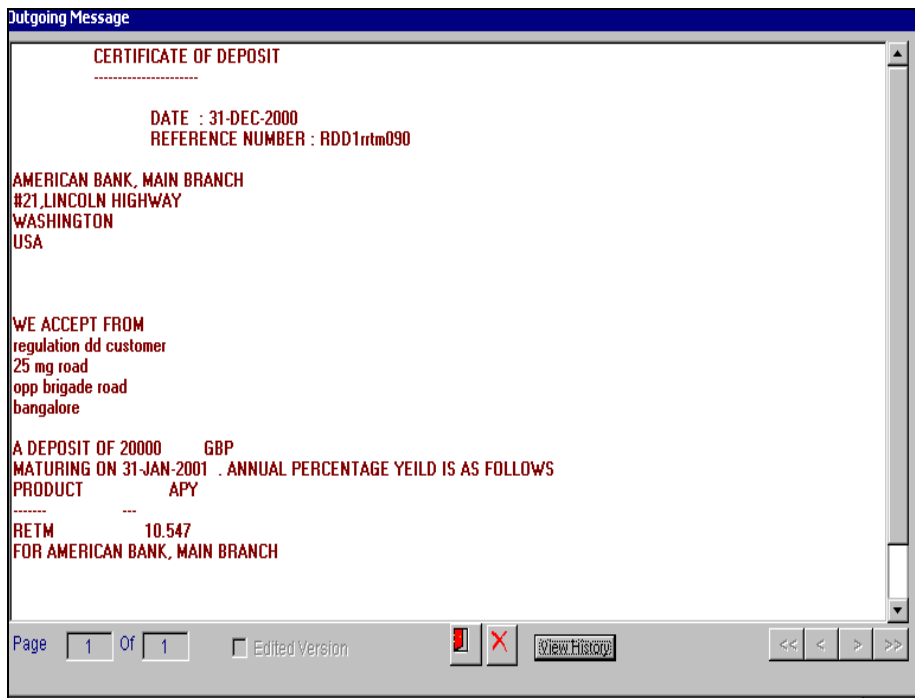 Outgoing Message
CERTIFICATE OF DEPOSIT
----------------------
DATE : 31-DEC-2000
REFERENCE NUMBER : RDD1rrtm090
AMERICAN BANK, MAIN BRANCH
#21,LINCOLN HIGHWAY
WASHINGTON
USA
WE ACCEPT FROM
regulation dd customer
25 mg road
opp brigade road
bangalore
A DEPOSIT OF 20000 GBP
MATURING ON 31-JAN-2001 . ANNUAL PERCENTAGE YEILD IS AS FOLLOWS
PRODUCT APY
------- ---
RETM 10.547
FOR AMERICAN BANK, MAIN BRANCH
Page 1 Of 1 Edited Version View History << < > >>